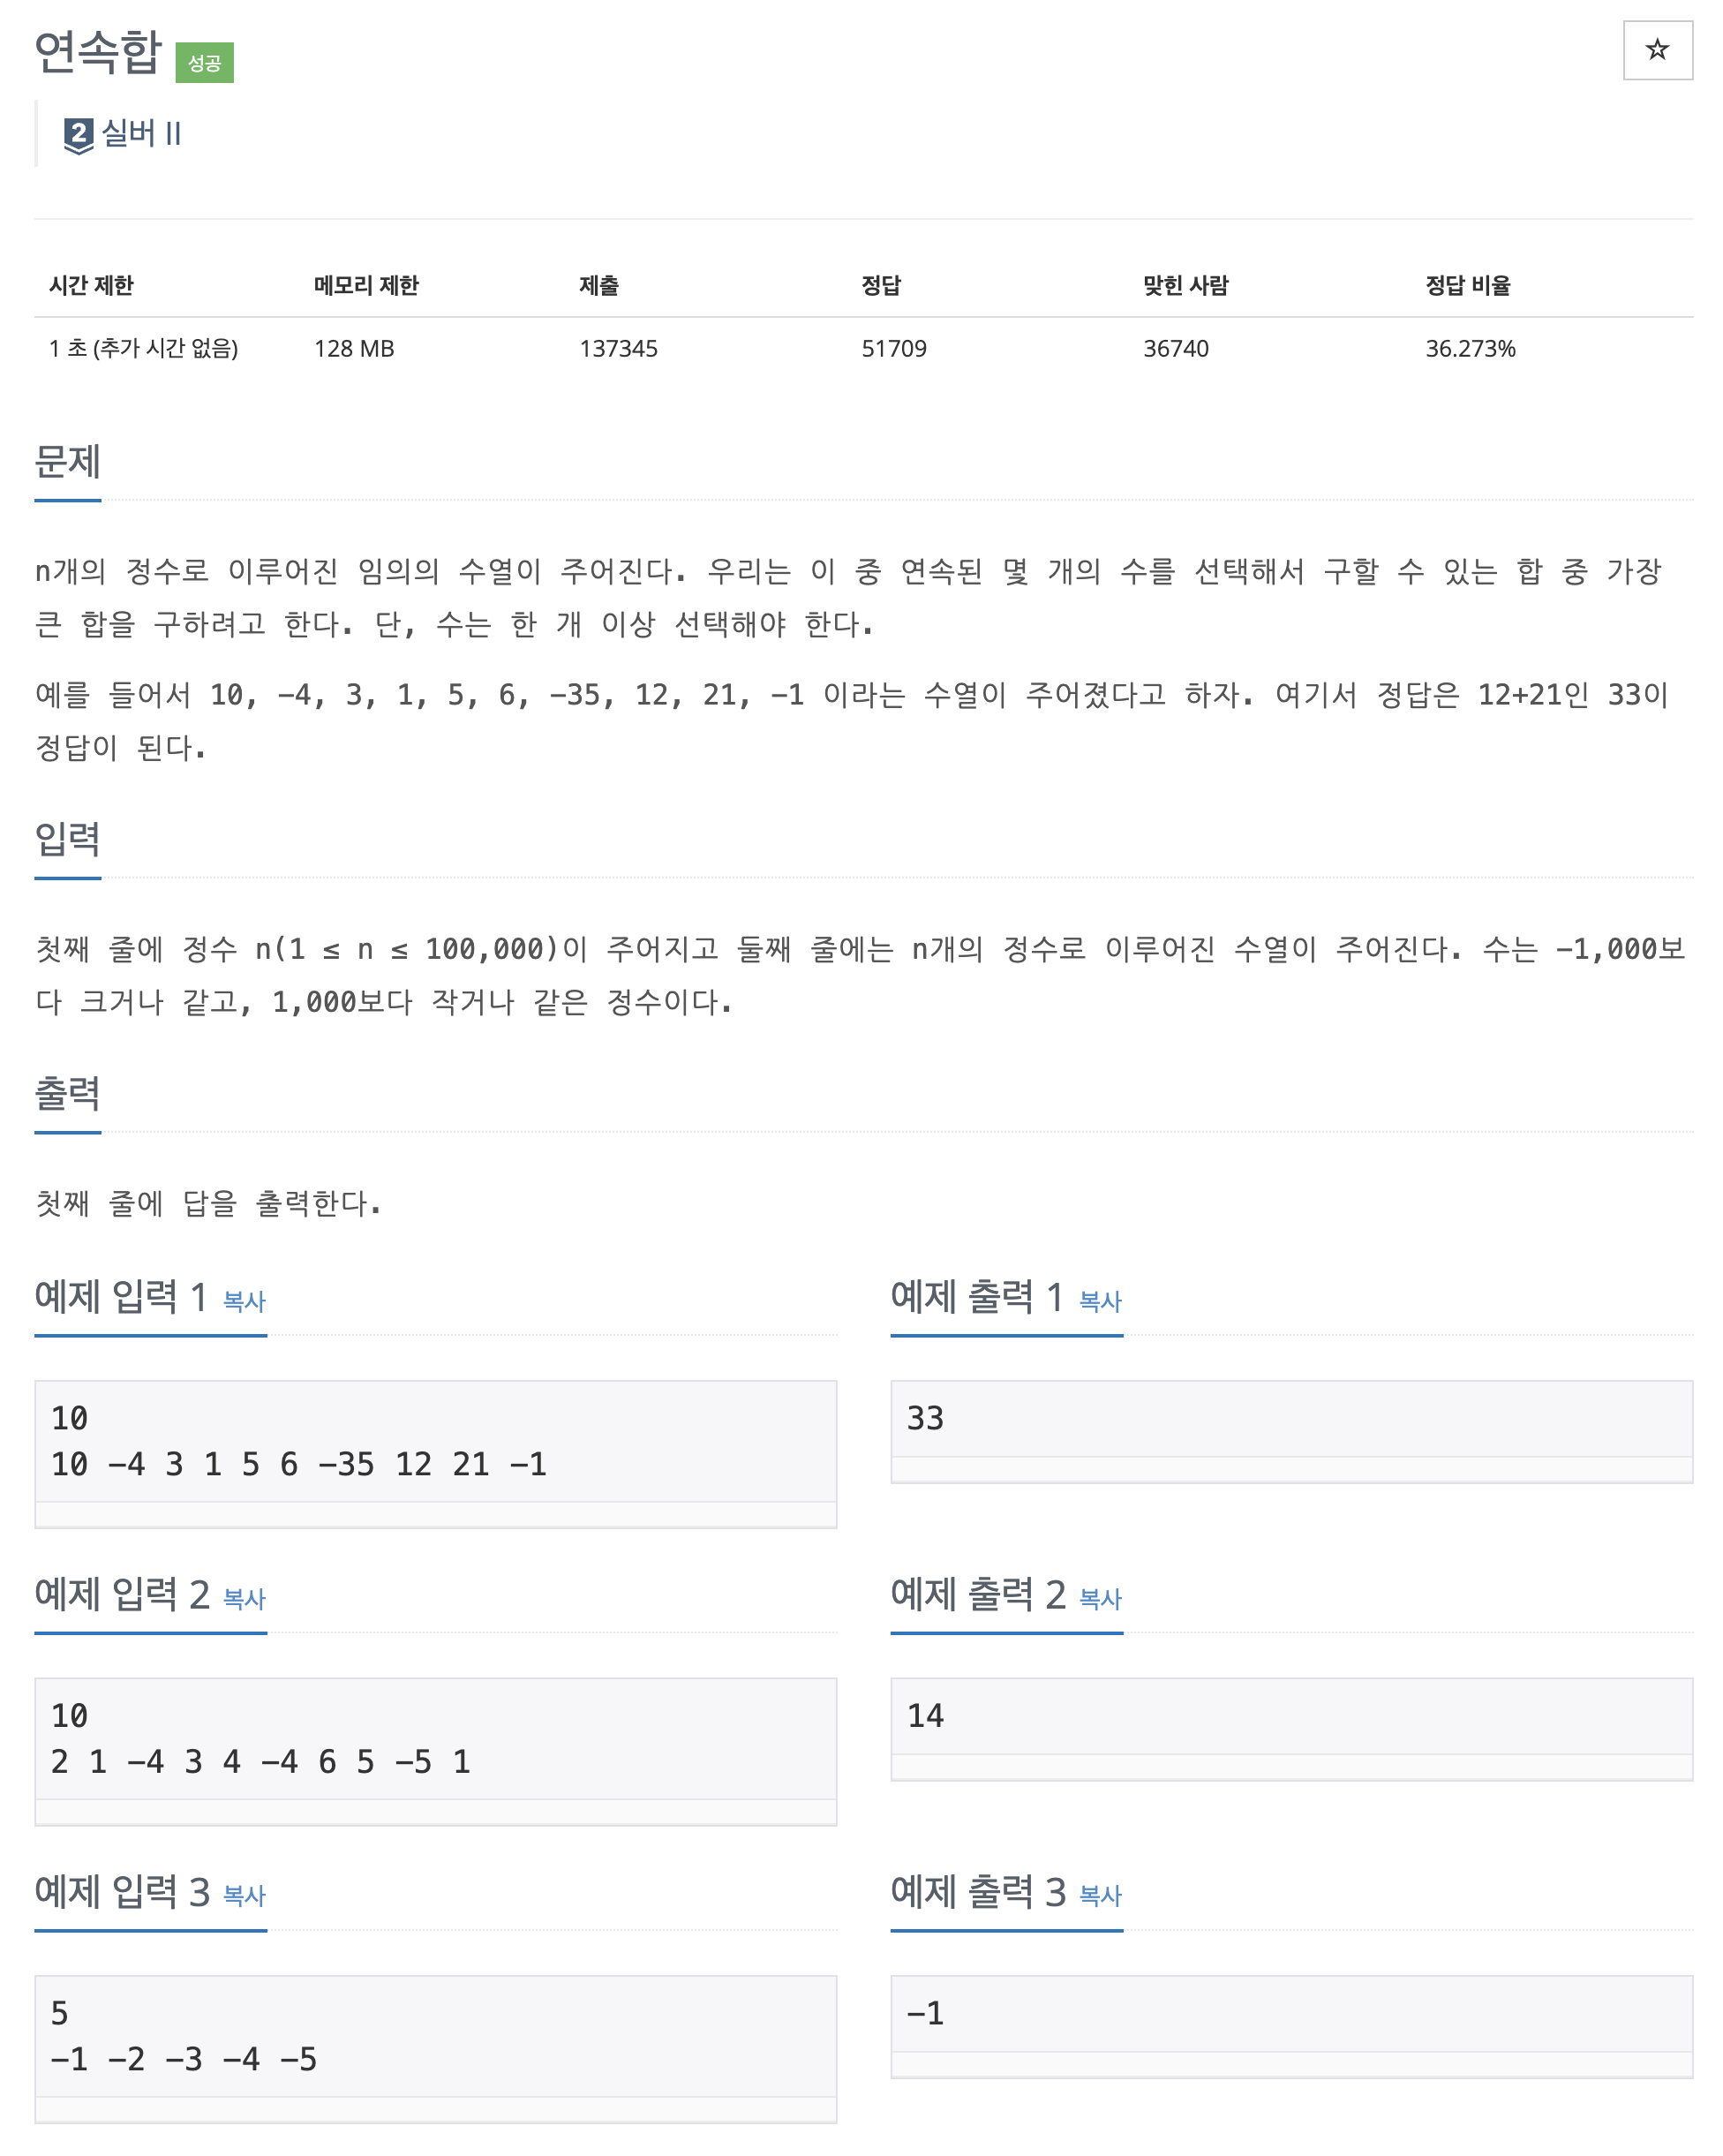 연속합 성공
☆
2 실버 II
시간 제한 메모리 제한 제출 정답 맞힌 사람 정답 비율
1 초 (추가 시간 없음) 128 MB 137345 51709 36740 36.273%
문제
n개의 정수로 이루어진 임의의 수열이 주어진다. 우리는 이 중 연속된 몇 개의 수를 선택해서 구할 수 있는 합 중 가장
큰 합을 구하려고 한다. 단, 수는 한 개 이상 선택해야 한다.
예를 들어서 10, -4, 3, 1, 5, 6, -35, 12, 21, -1 이라는 수열이 주어졌다고 하자. 여기서 정답은 12+21인 33이
정답이 된다.
입력
첫째 줄에 정수 n(1 ≤ n ≤ 100,000)이 주어지고 둘째 줄에는 n개의 정수로 이루어진 수열이 주어진다. 수는 -1,000보
다 크거나 같고, 1,000보다 작거나 같은 정수이다.
출력
첫째 줄에 답을 출력한다.
예제 입력 1 복사
10
10 -4 3 1 5 6 -35 12 21 -1
예제 출력 1 복사
33
예제 입력 2 복사
10
2 1 -4 3 4 -4 6 5 -5 1
예제 출력 2 복사
14
예제 입력 3 복사
5
-1 -2 -3 -4 -5
예제 출력 3 복사
-1